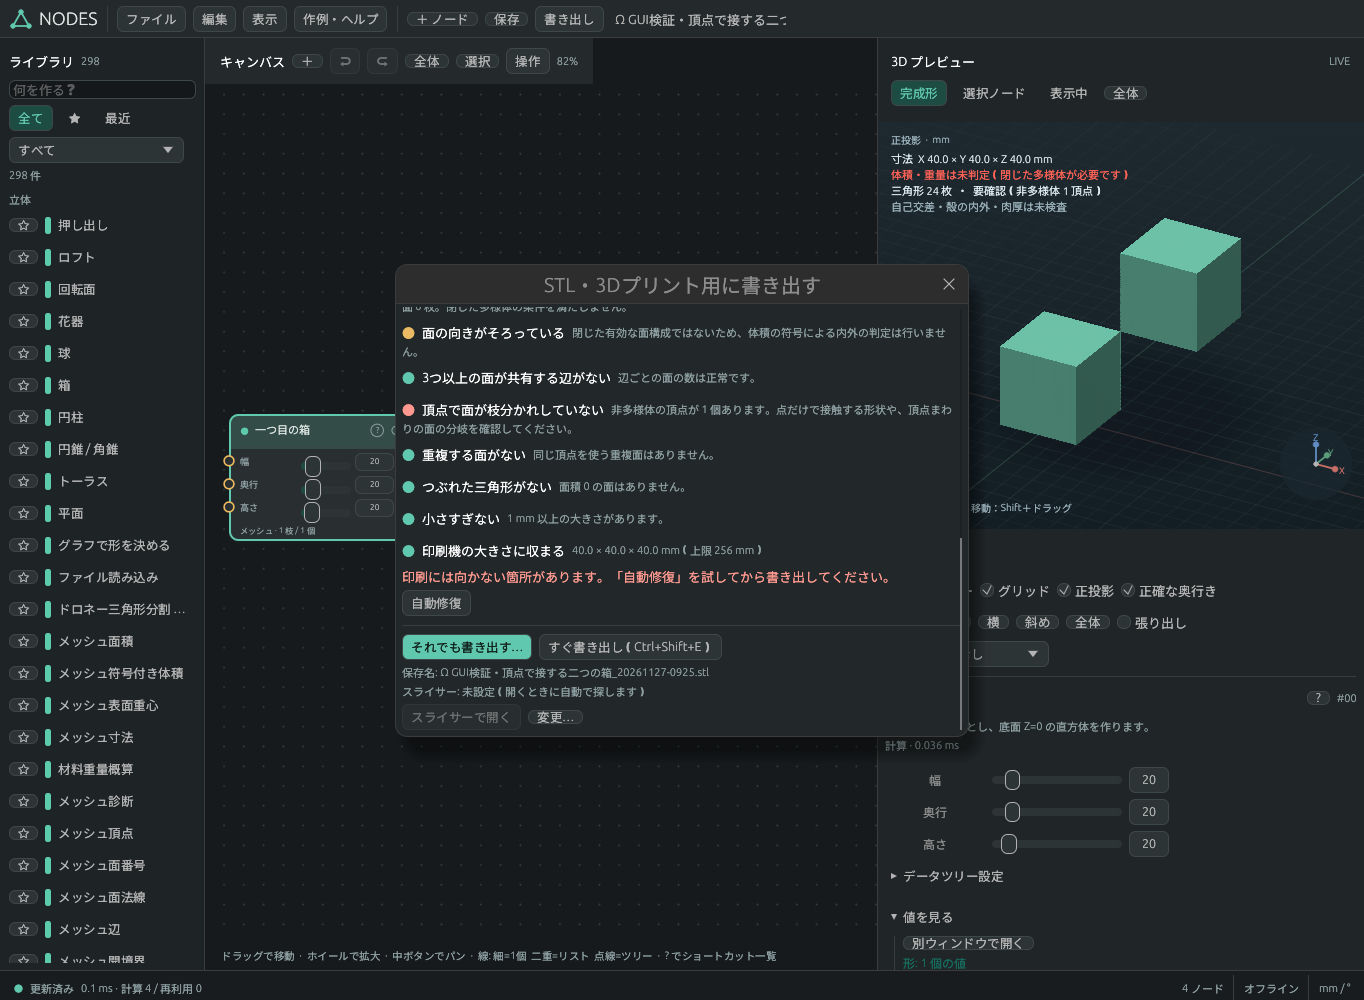 NODES ファイル 編集 表示 作例・ヘルプ ＋ ノード 保存 書き出し Ω GUI検証・頂点で接する二つ
ライブラリ 298
何を作る？
全て ★ 最近
すべて
298 件
立体
押し出し
ロフト
回転面
花器
球
箱
円柱
円錐 / 角錐
トーラス
平面
グラフで形を決める
ファイル読み込み
ドロネー三角形分割 …
メッシュ面積
メッシュ符号付き体積
メッシュ表面重心
メッシュ寸法
材料重量概算
メッシュ診断
メッシュ頂点
メッシュ面番号
メッシュ面法線
メッシュ辺
メッシュ開境界
キャンバス ＋ 全体 選択 操作 82%
一つ目の箱 ?
幅 20
奥行 20
高さ 20
メッシュ · 1 枝 / 1 個
ドラッグで移動 · ホイールで拡大 · 中ボタンでパン · 線: 細=1個 二重=リスト 点線=ツリー · ? でショートカット一覧
STL・3Dプリント用に書き出す
面 0 枚。閉じた多様体の条件を満たしません。
面の向きがそろっている 閉じた有効な面構成ではないため、体積の符号による内外の判定は行いません。
3つ以上の面が共有する辺がない 辺ごとの面の数は正常です。
頂点で面が枝分かれしていない 非多様体の頂点が 1 個あります。点だけで接触する形状や、頂点まわりの面の分岐を確認してください。
重複する面がない 同じ頂点を使う重複面はありません。
つぶれた三角形がない 面積 0 の面はありません。
小さすぎない 1 mm 以上の大きさがあります。
印刷機の大きさに収まる 40.0 × 40.0 × 40.0 mm ( 上限 256 mm )
印刷には向かない箇所があります。「自動修復」を試してから書き出してください。
自動修復
それでも書き出す… すぐ書き出し ( Ctrl+Shift+E )
保存名: Ω GUI検証・頂点で接する二つの箱_20261127-0925.stl
スライサー: 未設定 ( 開くときに自動で探します )
スライサーで開く 変更…
3D プレビュー LIVE
完成形 選択ノード 表示中 全体
正投影 · mm
寸法 X 40.0 × Y 40.0 × Z 40.0 mm
体積・重量は未判定 ( 閉じた多様体が必要です )
三角形 24 枚 ・ 要確認 ( 非多様体 1 頂点 )
自己交差・殻の内外・肉厚は未検査
Z
Y
X
移動：Shift＋ドラッグ
グリッド 正投影 正確な奥行き
横 斜め 全体 張り出し
し
? #00
とし、底面 Z=0 の直方体を作ります。
計算 · 0.036 ms
幅 20
奥行 20
高さ 20
データツリー設定
値を見る
別ウィンドウで開く
形: 1 個の値
更新済み 0.1 ms · 計算 4 / 再利用 0 4 ノード オフライン mm / °